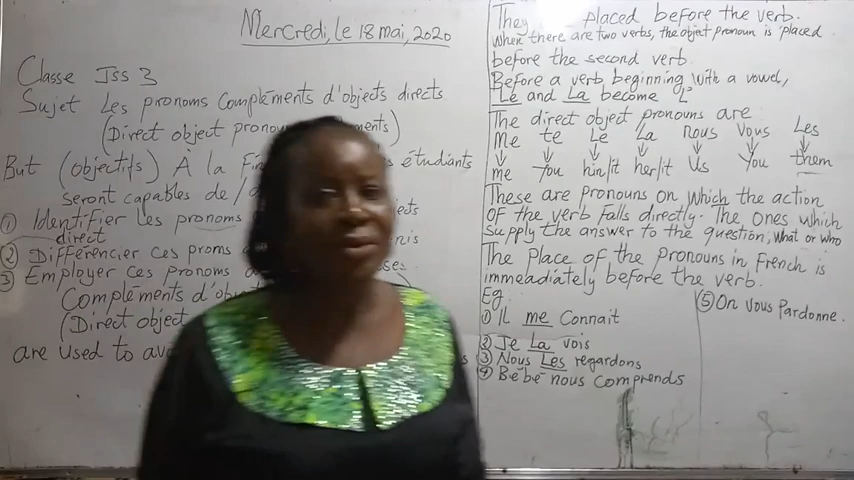 Mercredi, le 18 mai, 2020
Classe Jss 3
Sujet Les pronoms Compléments d'objects directs
(Direct object ments)
But (objectifs) A la étudiants
seront capables de/
① Identifier les pronoms
direct
② Différencier ces proms
③ Employer ces pronoms
Compléments
(Direct object
are used to
They placed before the verb.
When there are two verbs, the object pronoun is placed
before the second verb.
Before a verb beginning with a vowel,
Le and La become L'
The direct object pronouns are
Me te Le La nous Vous Les
me You him/it her/it Us You them
These are pronouns on which the action
OF the verb Falls directly. The ones which
supply the answer to the question, what or who
The place of the pronouns in French is
immeadiately before the verb.
Eg.
① IL me Connait
② Je La vois
③ Nous Les regardons
④ Bébé nous comprends
⑤ On vous Pardonne.